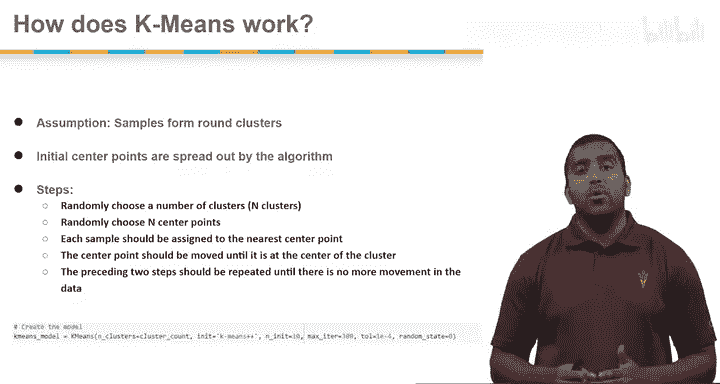 How does K-Means work?
bilibili
Assumption: Samples form round clusters
Initial center points are spread out by the algorithm
Steps:
Randomly choose a number of clusters (N clusters)
Randomly choose N center points
Each sample should be assigned to the nearest center point
The center point should be moved until it is at the center of the cluster
The preceding two steps should be repeated until there is no more movement in the
data
# Create the model
kmeans_model = KMeans(n_clusters=cluster_count, init='k-means++', n_init=10, max_iter=300, tol=1e-4, random_state=0)